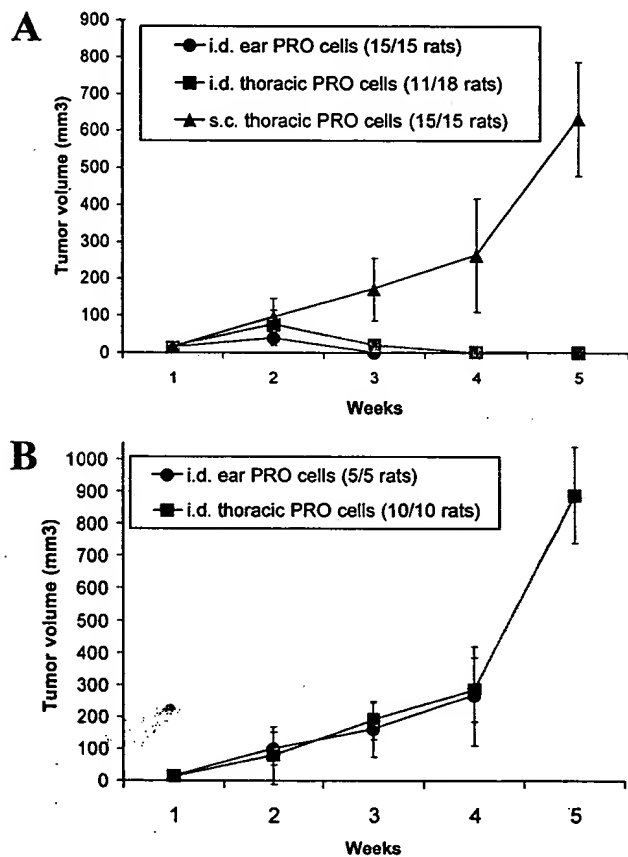 A
900
800
700
600
500
400
300
200
100
0
Tumor volume (mm3)
i.d. ear PRO cells (15/15 rats)
i.d. thoracic PRO cells (11/18 rats)
s.c. thoracic PRO cells (15/15 rats)
1 2 3 4 5
Weeks
B
1000
900
800
700
600
500
400
300
200
100
0
Tumor volume (mm3)
i.d. ear PRO cells (5/5 rats)
i.d. thoracic PRO cells (10/10 rats)
1 2 3 4 5
Weeks